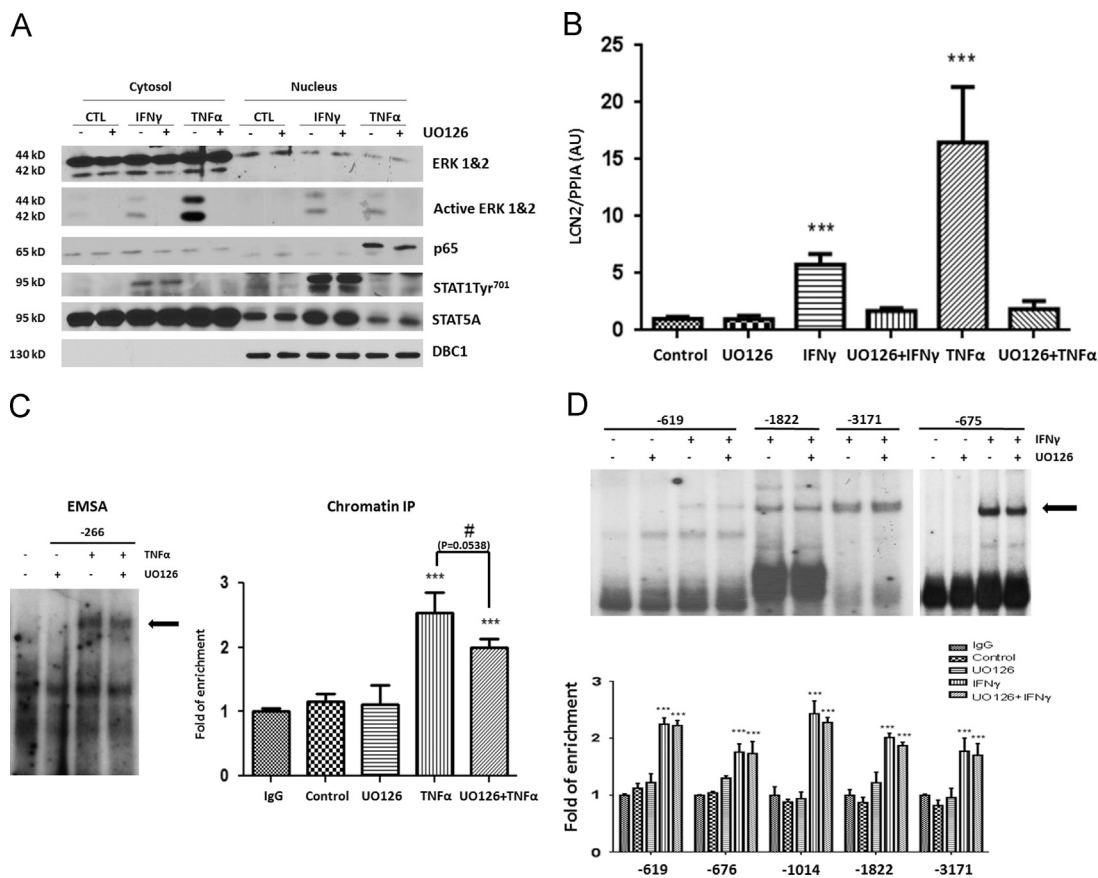 A
Cytosol Nucleus
CTL IFNγ TNFα CTL IFNγ TNFα
- + - + - + - + - + - + UO126
44 kD
42 kD
ERK 1&2
44 kD
42 kD
Active ERK 1&2
65 kD
p65
95 kD
STAT1Tyr701
95 kD
STAT5A
130 kD
DBC1
B
LCN2/PPIA (AU)
25
20
15
10
5
0
***
***
Control UO126 IFNγ UO126+IFNγ TNFα UO126+TNFα
C
EMSA
-266
- - + + TNFα
- + - + UO126
Chromatin IP
#
(P=0.0538)
***
***
Fold of enrichment
3
2
1
0
IgG Control UO126 TNFα UO126+TNFα
D
-619 -1822 -3171 -675
- - + + + + + + - - + + IFNγ
- + - + - + - + - + - + UO126
IgG
Control
UO126
IFNγ
UO126+IFNγ
Fold of enrichment
3
2
1
0
*** *** *** *** *** *** *** *** *** ***
-619 -676 -1014 -1822 -3171